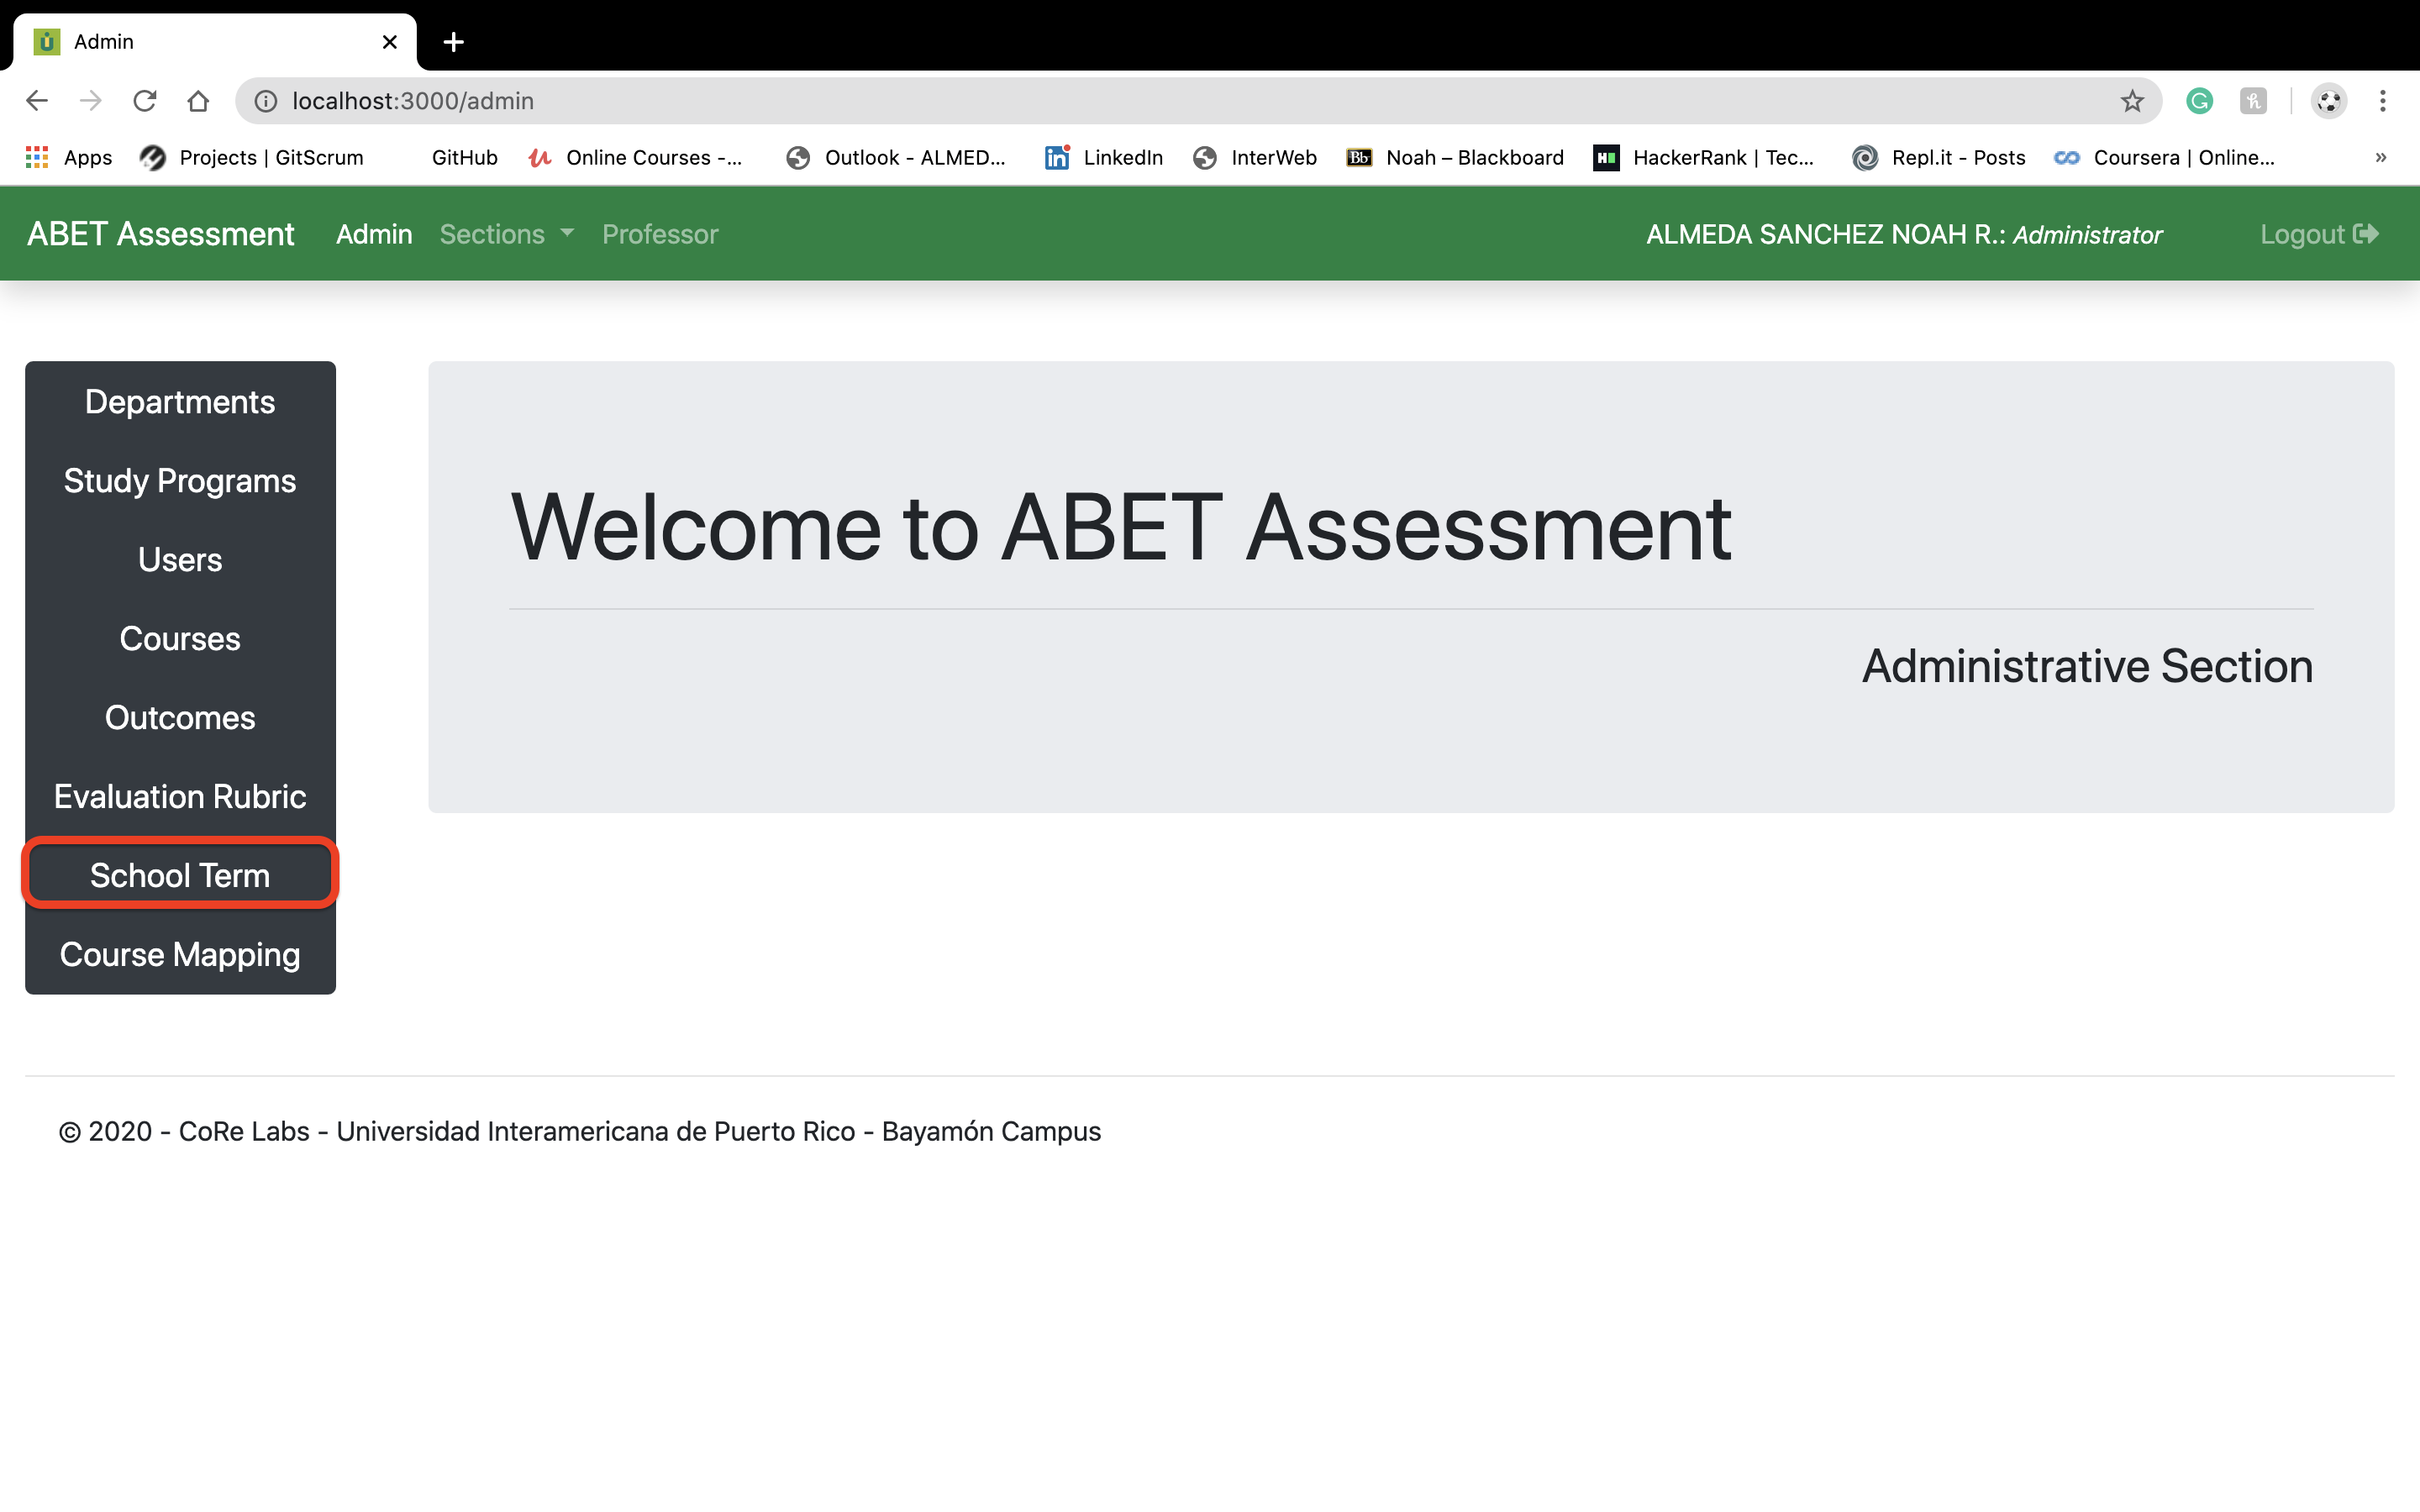 Admin
localhost:3000/admin
Apps Projects | GitScrum GitHub Online Courses -... Outlook - ALMED... LinkedIn InterWeb Bb Noah – Blackboard HackerRank | Tec... Repl.it - Posts Coursera | Online... »
ABET Assessment Admin Sections Professor ALMEDA SANCHEZ NOAH R.: Administrator Logout
Departments
Study Programs
Users
Courses
Outcomes
Evaluation Rubric
School Term
Course Mapping
Welcome to ABET Assessment
Administrative Section
© 2020 - CoRe Labs - Universidad Interamericana de Puerto Rico - Bayamón Campus